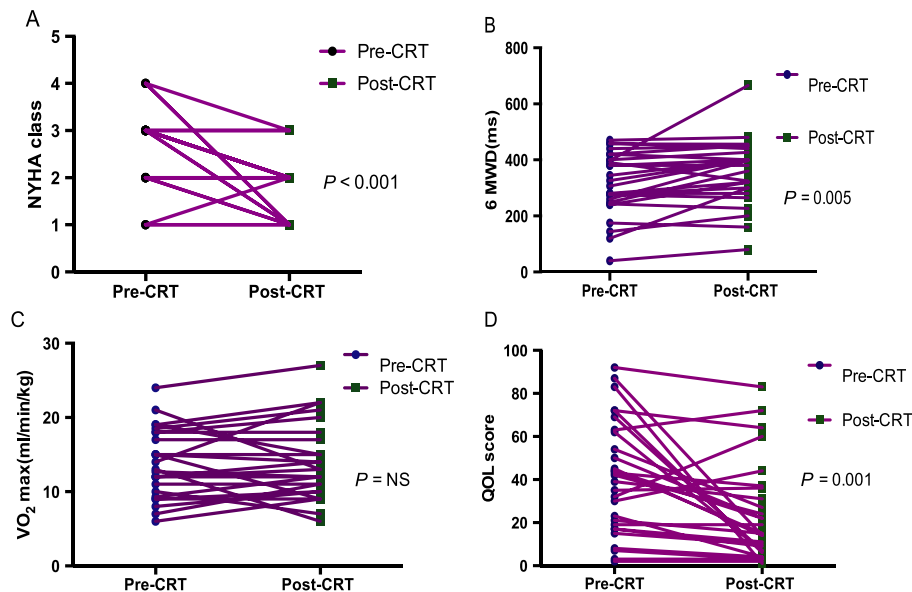 A
NYHA class
5
4
3
2
1
0
Pre-CRT
Post-CRT
Pre-CRT
Post-CRT
P < 0.001
B
6 MWD(ms)
800
600
400
200
0
Pre-CRT
Post-CRT
Pre-CRT
Post-CRT
P = 0.005
C
VO2 max(ml/min/kg)
30
20
10
0
Pre-CRT
Post-CRT
Pre-CRT
Post-CRT
P = NS
D
QOL score
100
80
60
40
20
0
Pre-CRT
Post-CRT
Pre-CRT
Post-CRT
P = 0.001